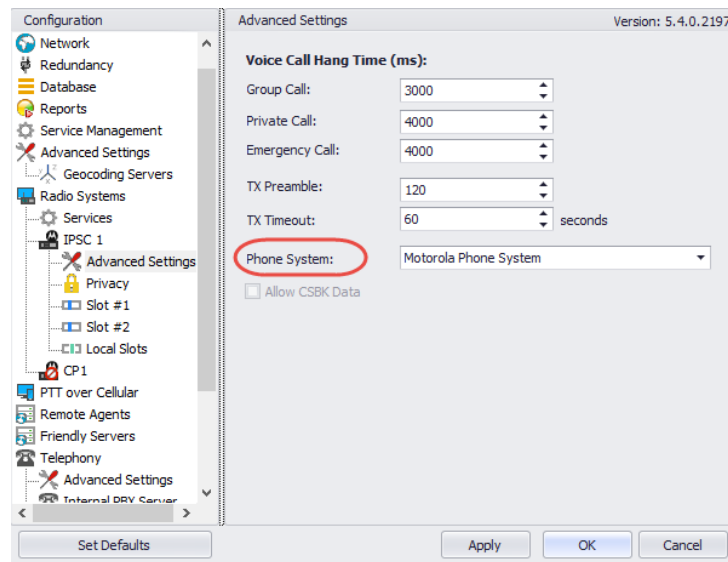 Configuration
Network
Redundancy
Database
Reports
Service Management
Advanced Settings
Geocoding Servers
Radio Systems
Services
IPSC 1
Advanced Settings
Privacy
Slot #1
Slot #2
Local Slots
CP1
PTT over Cellular
Remote Agents
Friendly Servers
Telephony
Advanced Settings
Internal PBX Server
Set Defaults
Advanced Settings Version: 5.4.0.2197
Voice Call Hang Time (ms):
Group Call: 3000
Private Call: 4000
Emergency Call: 4000
TX Preamble: 120
TX Timeout: 60 seconds
Phone System: Motorola Phone System
Allow CSBK Data
Apply OK Cancel